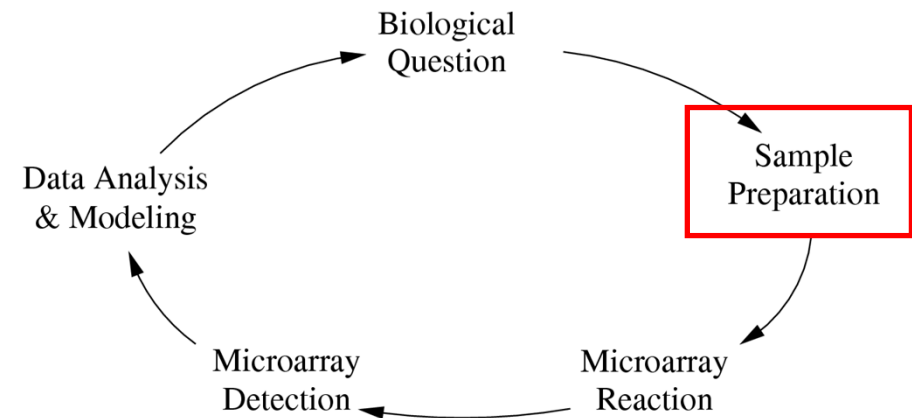 Biological
Question
Sample
Preparation
Microarray
Reaction
Microarray
Detection
Data Analysis
& Modeling